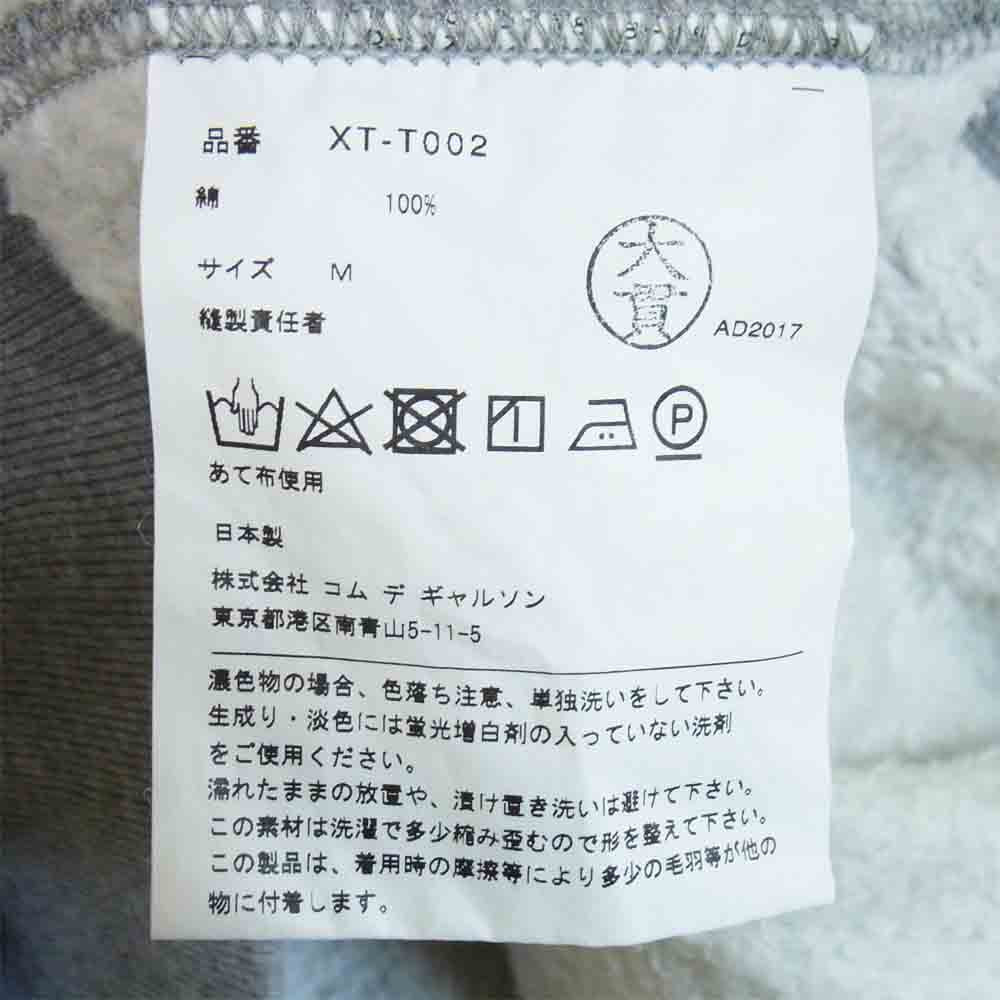 品番 XT-T002
綿 100%
サイズ M
縫製責任者
大貫
AD2017
P
あて布使用
日本製
株式会社 コム デ ギャルソン
東京都港区南青山5-11-5
濃色物の場合、色落ち注意、単独洗いをして下さい。
生成り・淡色には蛍光増白剤の入っていない洗剤
をご使用ください。
濡れたままの放置や、漬け置き洗いは避けて下さい。
この素材は洗濯で多少縮み歪むので形を整えて下さい。
この製品は、着用時の摩擦等により多少の毛羽等が他の
物に付着します。